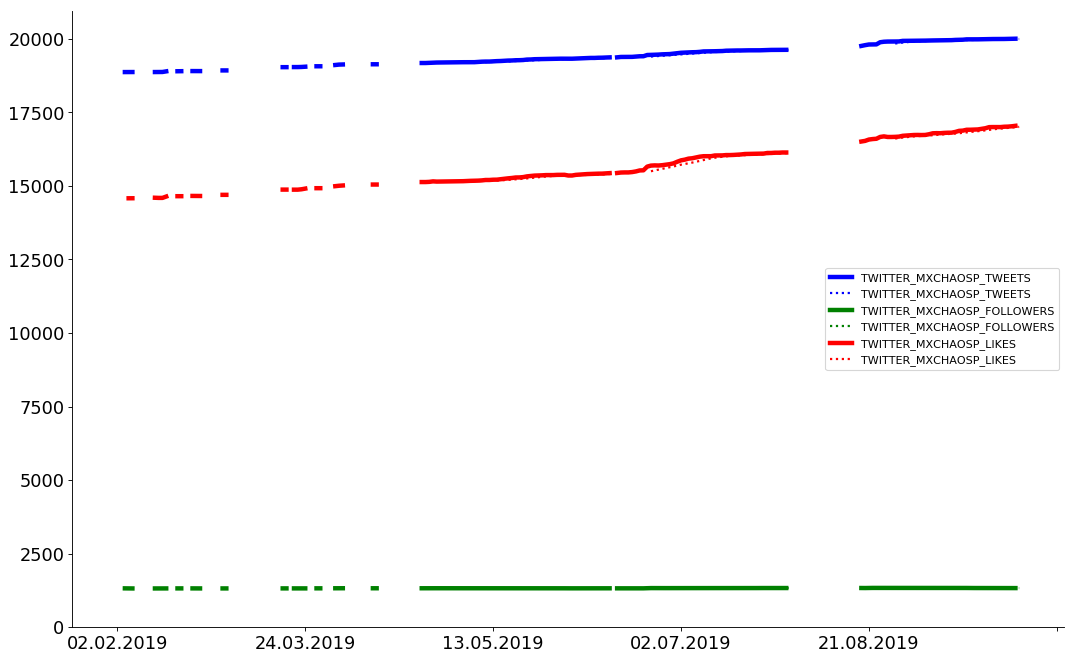 20000
17500
15000
12500
10000
7500
5000
2500
0
02.02.2019 24.03.2019 13.05.2019 02.07.2019 21.08.2019
TWITTER_MXCHAOSP_TWEETS
TWITTER_MXCHAOSP_TWEETS
TWITTER_MXCHAOSP_FOLLOWERS
TWITTER_MXCHAOSP_FOLLOWERS
TWITTER_MXCHAOSP_LIKES
TWITTER_MXCHAOSP_LIKES